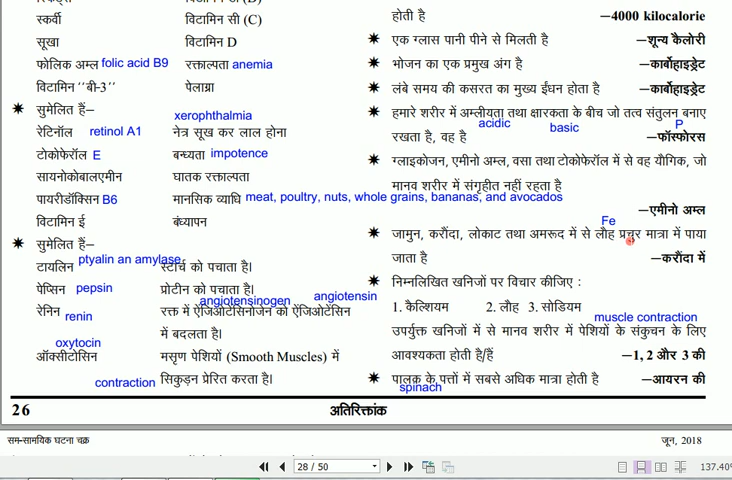 स्कर्वी विटामिन सी (C)
सूखा विटामिन D
फोलिक अम्ल folic acid B9 रक्ताल्पता anemia
विटामिन ''बी-3'' पेलाग्रा
* सुमेलित हैं–
xerophthalmia
रेटिनॉल retinol A1 नेत्र सूख कर लाल होना
टोकोफेरॉल E बन्ध्यता impotence
सायनोकोबालएमीन घातक रक्ताल्पता
पायरीडॉक्सिन B6 मानसिक व्याधि meat, poultry, nuts, whole grains, bananas, and avocados
विटामिन ई बंध्यापन
* सुमेलित हैं–
टायलिन ptyalin an amylase स्टार्च को पचाता है।
पेप्सिन pepsin प्रोटीन को पचाता है।
angiotensinogen angiotensin
रेनिन renin रक्त में ऐंजिओटेंसिनोजेन को ऐंजिओटेंसिन
में बदलता है।
oxytocin
ऑक्सीटोसिन मसृण पेशियों (Smooth Muscles) में
contraction सिकुड़न प्रेरित करता है।
होती है –4000 kilocalorie
* एक ग्लास पानी पीने से मिलती है –शून्य कैलोरी
* भोजन का एक प्रमुख अंग है –कार्बोहाइड्रेट
* लंबे समय की कसरत का मुख्य ईंधन होता है –कार्बोहाइड्रेट
* हमारे शरीर में अम्लीयता तथा क्षारकता के बीच जो तत्व संतुलन बनाए
acidic basic P
रखता है, वह है –फॉस्फोरस
* ग्लाइकोजन, एमीनो अम्ल, वसा तथा टोकोफेरॉल में से वह यौगिक, जो
मानव शरीर में संगृहीत नहीं रहता है
–एमीनो अम्ल
Fe
* जामुन, करौंदा, लोकाट तथा अमरूद में से लौह प्रचुर मात्रा में पाया
जाता है –करौंदा में
* निम्नलिखित खनिजों पर विचार कीजिए :
1. कैल्शियम 2. लौह 3. सोडियम
muscle contraction
उपर्युक्त खनिजों में से मानव शरीर में पेशियों के संकुचन के लिए
आवश्यकता होती है/हैं –1, 2 और 3 की
* पालक के पत्तों में सबसे अधिक मात्रा होती है –आयरन की
spinach
26 अतिरिक्तांक
सम-सामयिक घटना चक्र जून, 2018
28 / 50 137.40%